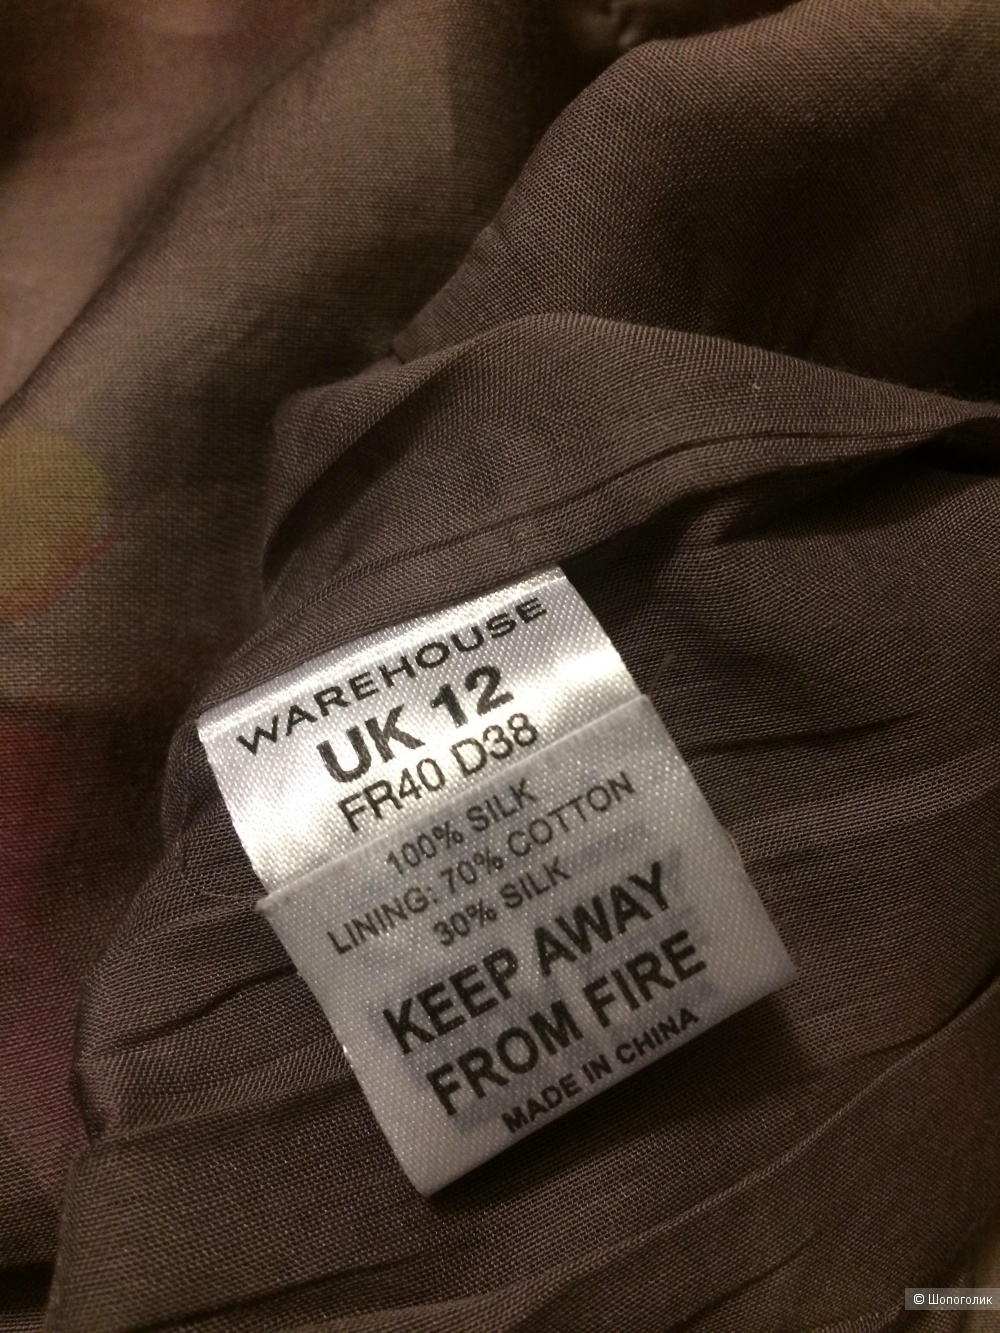 WAREHOUSE
UK 12
FR40 D38
100% SILK
LINING: 70% COTTON
30% SILK
KEEP AWAY
FROM FIRE
MADE IN CHINA
© Шопоголик